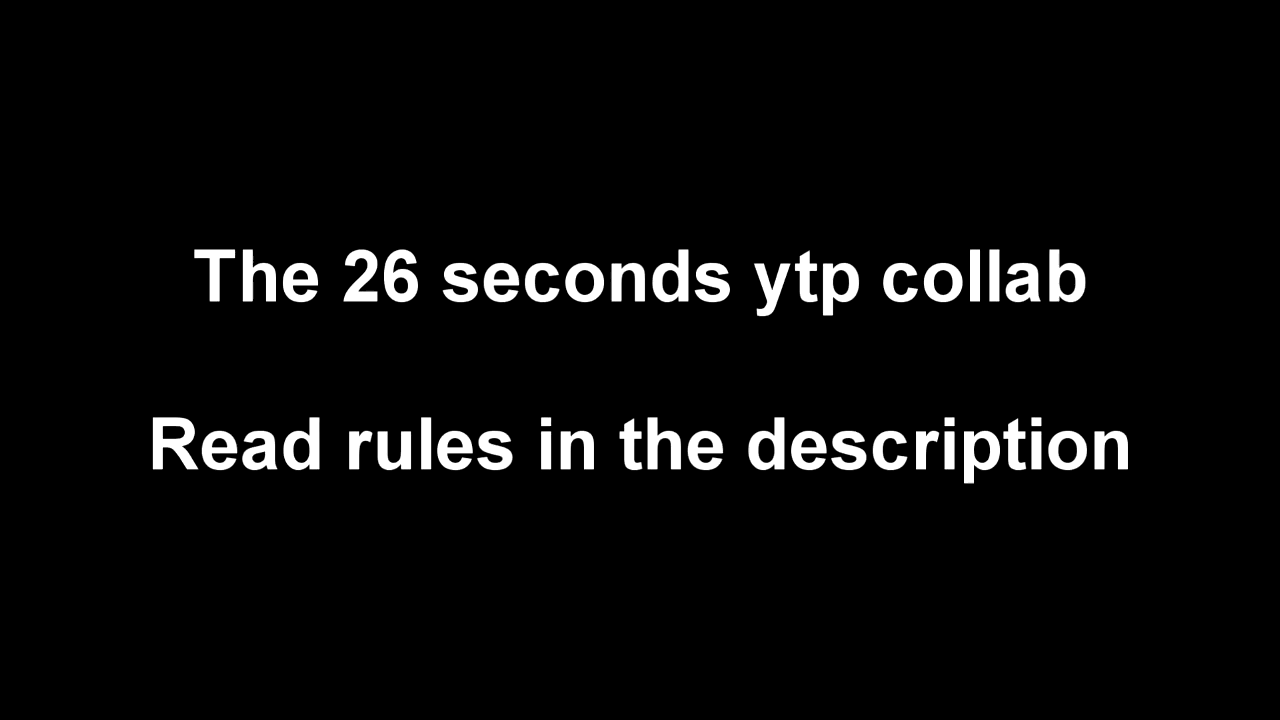 The 26 seconds ytp collab
Read rules in the description